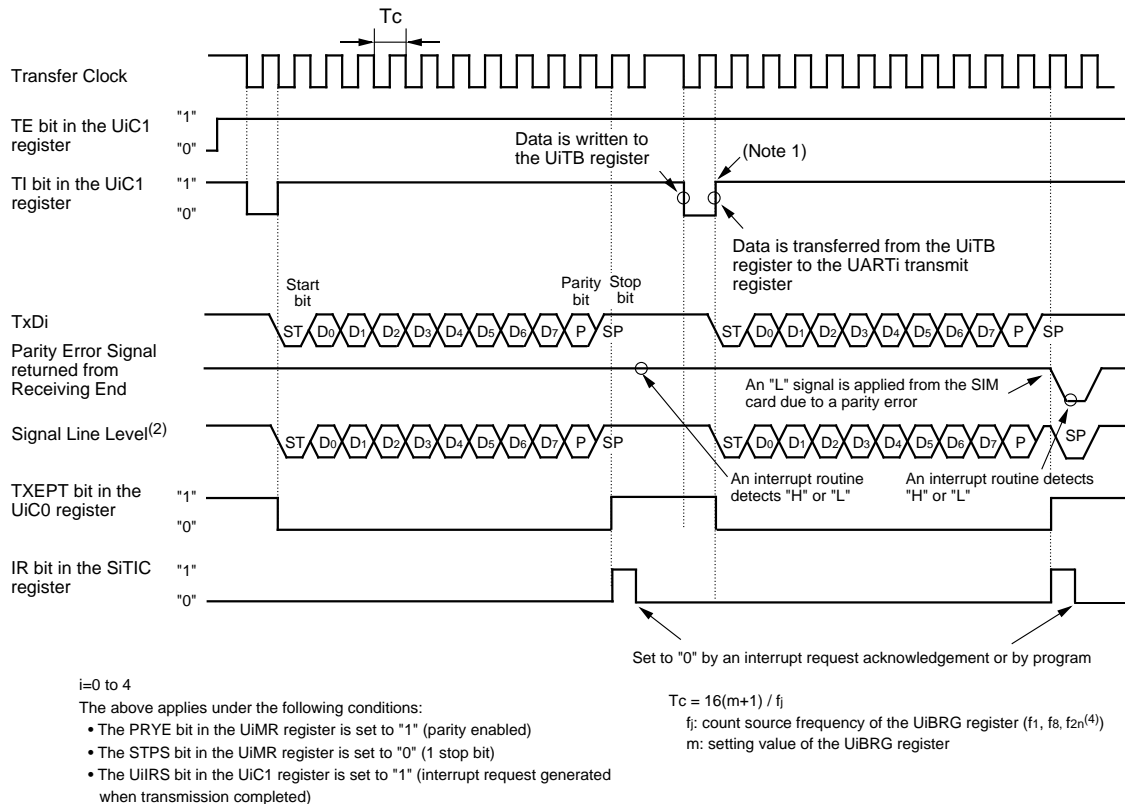 Tc
Transfer Clock
TE bit in the UiC1
register
"1"
"0"
Data is written to
the UiTB register
(Note 1)
TI bit in the UiC1
register
"1"
"0"
Data is transferred from the UiTB
register to the UARTi transmit
register
Start
bit
Parity
bit
Stop
bit
TxDi
ST D0 D1 D2 D3 D4 D5 D6 D7 P SP
ST D0 D1 D2 D3 D4 D5 D6 D7 P SP
Parity Error Signal
returned from
Receiving End
An "L" signal is applied from the SIM
card due to a parity error
Signal Line Level(2)
ST D0 D1 D2 D3 D4 D5 D6 D7 P SP
ST D0 D1 D2 D3 D4 D5 D6 D7 P SP
An interrupt routine
detects "H" or "L"
An interrupt routine detects
"H" or "L"
TXEPT bit in the
UiC0 register
"1"
"0"
IR bit in the SiTIC
register
"1"
"0"
Set to "0" by an interrupt request acknowledgement or by program
i=0 to 4
The above applies under the following conditions:
• The PRYE bit in the UiMR register is set to "1" (parity enabled)
• The STPS bit in the UiMR register is set to "0" (1 stop bit)
• The UiIRS bit in the UiC1 register is set to "1" (interrupt request generated
when transmission completed)
Tc = 16(m+1) / fj
fj: count source frequency of the UiBRG register (f1, f8, f2n(4))
m: setting value of the UiBRG register